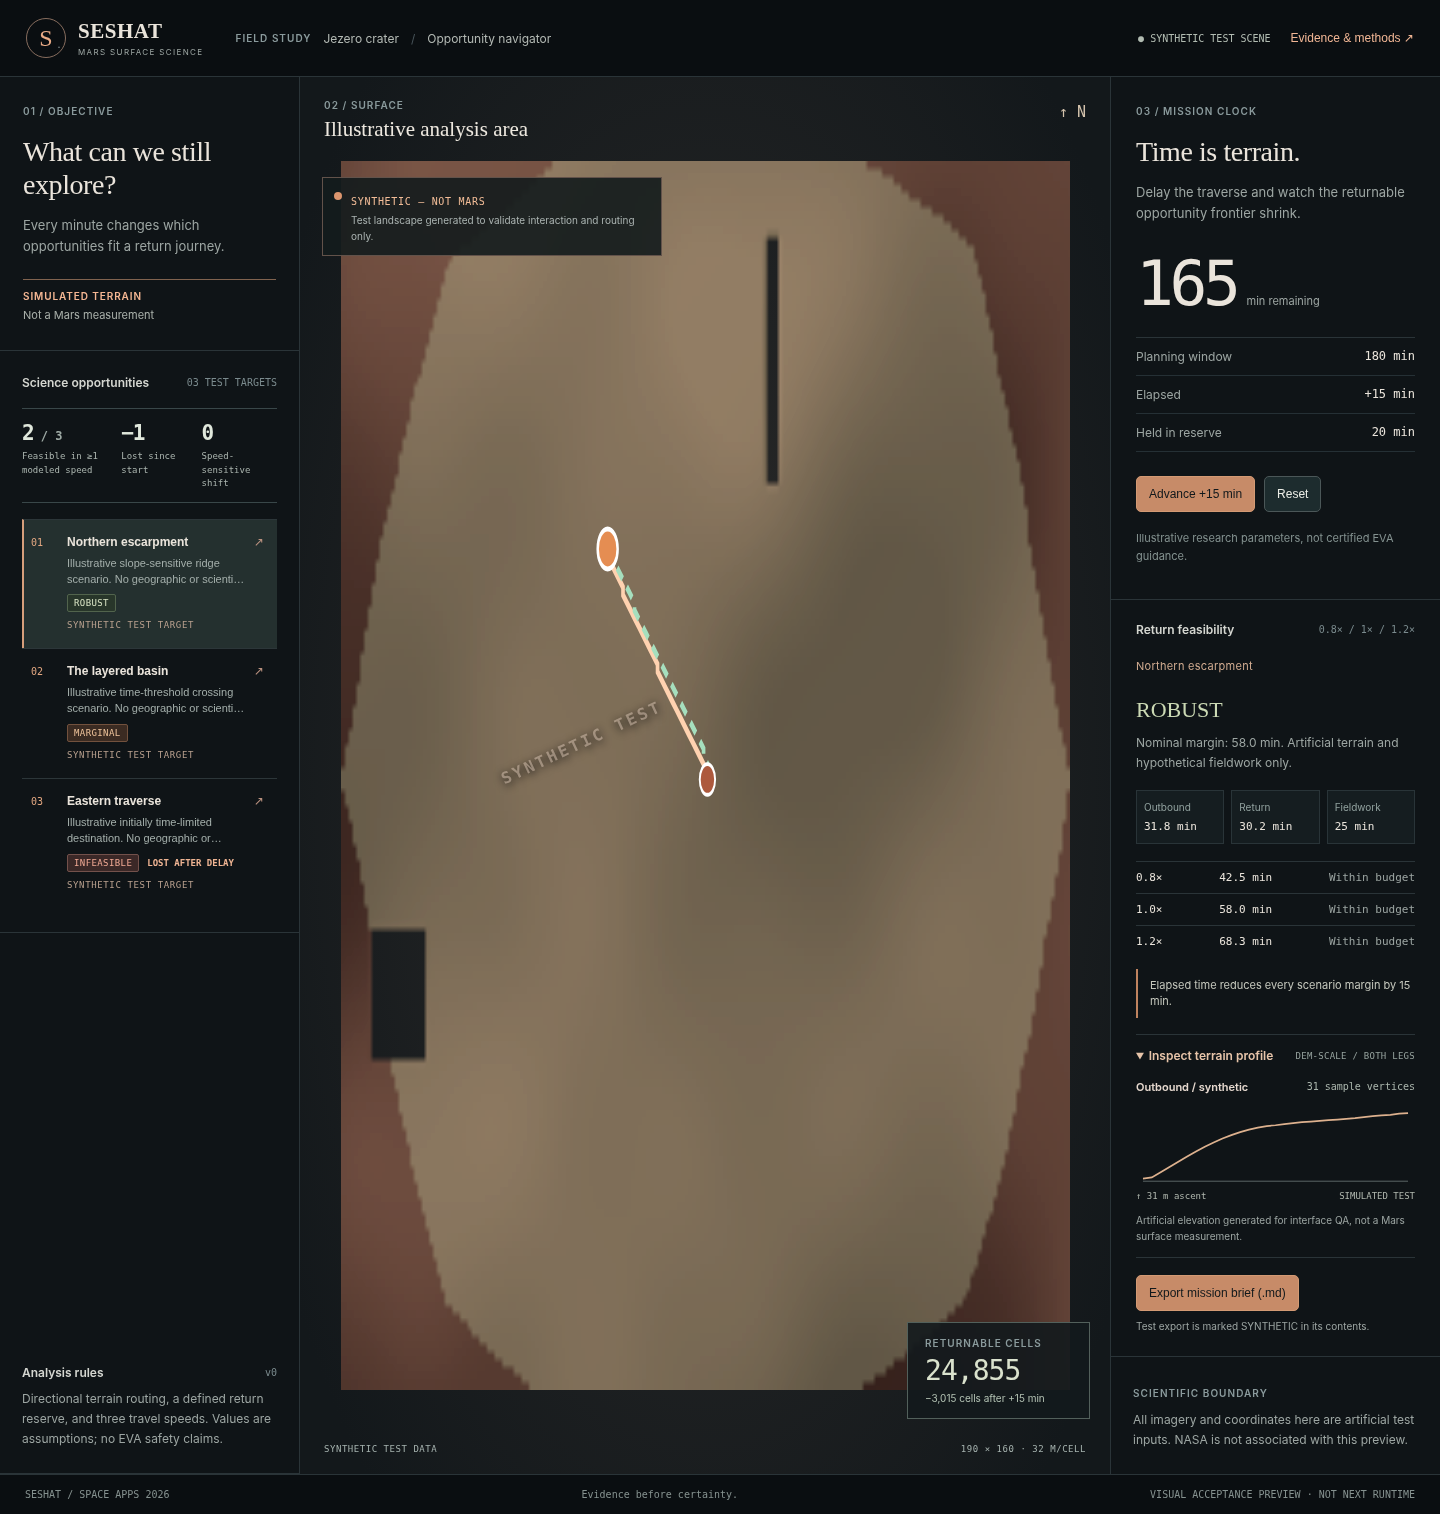 S
SESHAT
MARS SURFACE SCIENCE
FIELD STUDY Jezero crater / Opportunity navigator
● SYNTHETIC TEST SCENE Evidence & methods ↗
01 / OBJECTIVE
What can we still
explore?
Every minute changes which
opportunities fit a return journey.
SIMULATED TERRAIN
Not a Mars measurement
Science opportunities 03 TEST TARGETS
2 / 3
Feasible in ≥1
modeled speed
−1
Lost since
start
0
Speed-
sensitive
shift
01 Northern escarpment ↗
Illustrative slope-sensitive ridge
scenario. No geographic or scienti…
ROBUST
SYNTHETIC TEST TARGET
02 The layered basin ↗
Illustrative time-threshold crossing
scenario. No geographic or scienti…
MARGINAL
SYNTHETIC TEST TARGET
03 Eastern traverse ↗
Illustrative initially time-limited
destination. No geographic or…
INFEASIBLE LOST AFTER DELAY
SYNTHETIC TEST TARGET
Analysis rules v0
Directional terrain routing, a defined return
reserve, and three travel speeds. Values are
assumptions; no EVA safety claims.
02 / SURFACE
Illustrative analysis area
↑ N
SYNTHETIC — NOT MARS
Test landscape generated to validate interaction and routing
only.
SYNTHETIC TEST
RETURNABLE CELLS
24,855
−3,015 cells after +15 min
SYNTHETIC TEST DATA 190 × 160 · 32 M/CELL
03 / MISSION CLOCK
Time is terrain.
Delay the traverse and watch the returnable
opportunity frontier shrink.
165 min remaining
Planning window 180 min
Elapsed +15 min
Held in reserve 20 min
Advance +15 min Reset
Illustrative research parameters, not certified EVA
guidance.
Return feasibility 0.8× / 1× / 1.2×
Northern escarpment
ROBUST
Nominal margin: 58.0 min. Artificial terrain and
hypothetical fieldwork only.
Outbound Return Fieldwork
31.8 min 30.2 min 25 min
0.8× 42.5 min Within budget
1.0× 58.0 min Within budget
1.2× 68.3 min Within budget
Elapsed time reduces every scenario margin by 15
min.
▼ Inspect terrain profile DEM-SCALE / BOTH LEGS
Outbound / synthetic 31 sample vertices
↑ 31 m ascent SIMULATED TEST
Artificial elevation generated for interface QA, not a Mars
surface measurement.
Export mission brief (.md)
Test export is marked SYNTHETIC in its contents.
SCIENTIFIC BOUNDARY
All imagery and coordinates here are artificial test
inputs. NASA is not associated with this preview.
SESHAT / SPACE APPS 2026 Evidence before certainty. VISUAL ACCEPTANCE PREVIEW · NOT NEXT RUNTIME